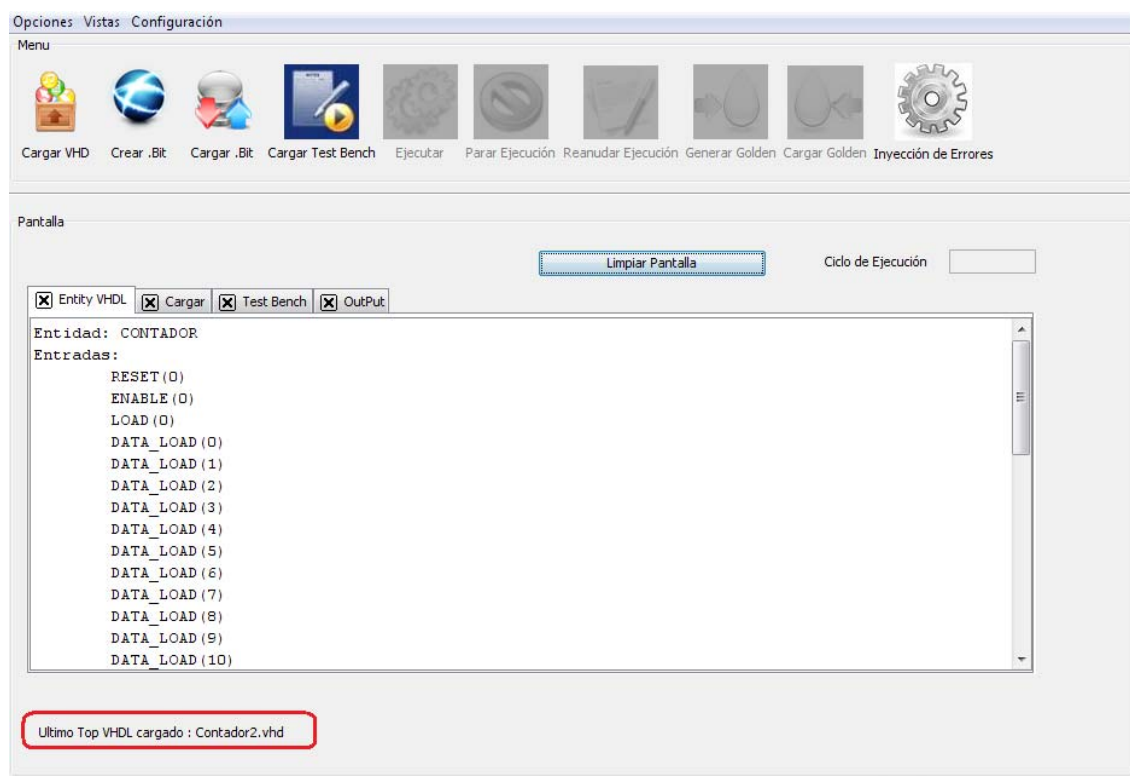 Opciones Vistas Configuración
Menu
Cargar VHD Crear .Bit Cargar .Bit Cargar Test Bench Ejecutar Parar Ejecución Reanudar Ejecución Generar Golden Cargar Golden Inyección de Errores
Pantalla
Limpiar Pantalla Ciclo de Ejecución
Entity VHDL Cargar Test Bench OutPut
Entidad: CONTADOR
Entradas:
RESET(0)
ENABLE(0)
LOAD(0)
DATA_LOAD(0)
DATA_LOAD(1)
DATA_LOAD(2)
DATA_LOAD(3)
DATA_LOAD(4)
DATA_LOAD(5)
DATA_LOAD(6)
DATA_LOAD(7)
DATA_LOAD(8)
DATA_LOAD(9)
DATA_LOAD(10)
Ultimo Top VHDL cargado : Contador2.vhd